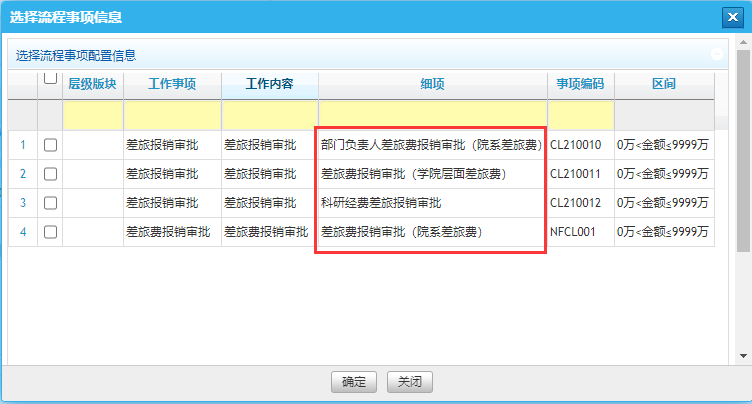 选择流程事项信息
选择流程事项配置信息
层级版块 工作事项 工作内容 细项 事项编码 区间
1 差旅报销审批 差旅报销审批 部门负责人差旅费报销审批（院系差旅费） CL210010 0万<金额≤9999万
2 差旅报销审批 差旅报销审批 差旅费报销审批（学院层面差旅费） CL210011 0万<金额≤9999万
3 差旅报销审批 差旅报销审批 科研经费差旅报销审批 CL210012 0万<金额≤9999万
4 差旅费报销审批 差旅费报销审批 差旅费报销审批（院系差旅费） NFCL001 0万<金额≤9999万
确定 关闭